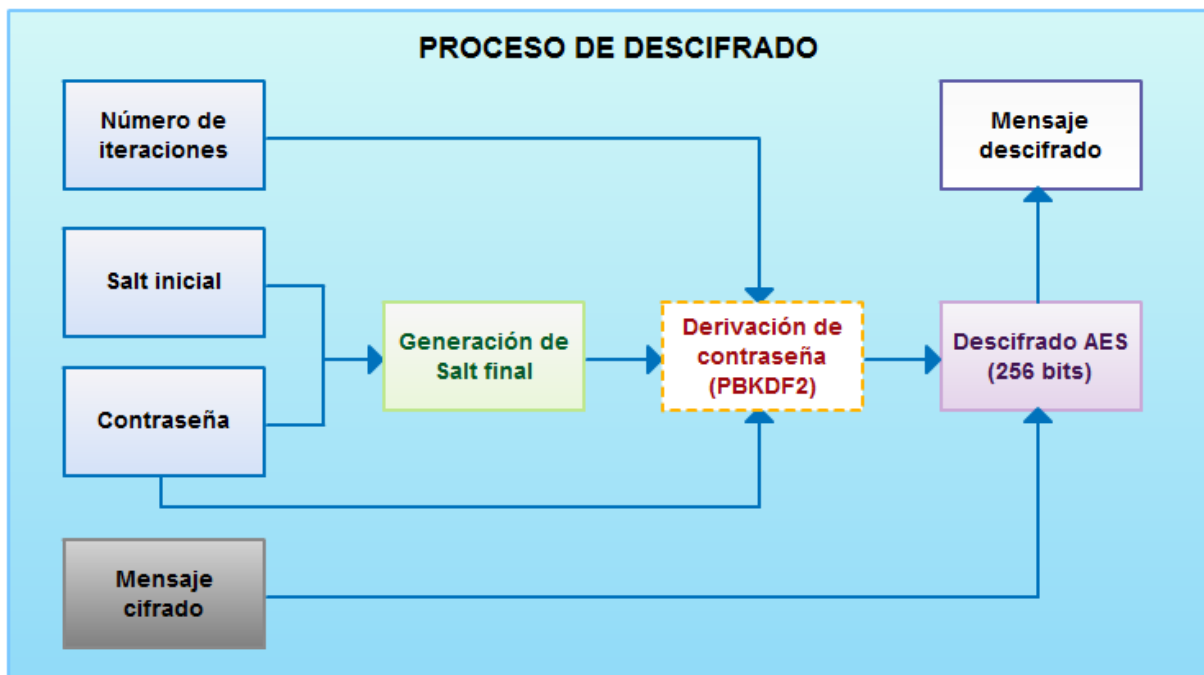 PROCESO DE DESCIFRADO
Número de
iteraciones
Mensaje
descifrado
Salt inicial
Generación de
Salt final
Derivación de
contraseña
(PBKDF2)
Descifrado AES
(256 bits)
Contraseña
Mensaje
cifrado